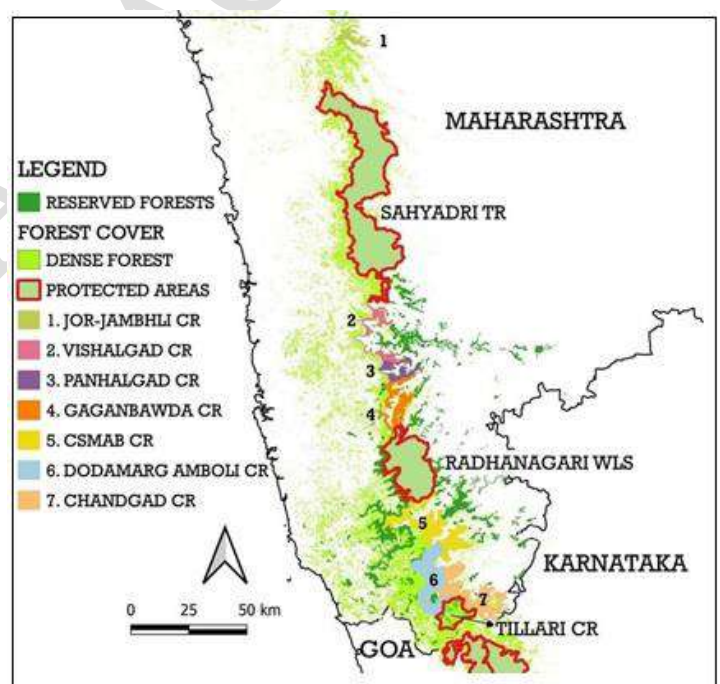 1
MAHARASHTRA
LEGEND
RESERVED FORESTS
SAHYADRI TR
FOREST COVER
DENSE FOREST
PROTECTED AREAS
1. JOR-JAMBHLI CR
2
2. VISHALGAD CR
3
3. PANHALGAD CR
4
4. GAGANBAWDA CR
5. CSMAB CR
RADHANAGARI WLS
6. DODAMARG AMBOLI CR
7. CHANDGAD CR
5
KARNATAKA
6
7
0 25 50 km
TILLARI CR
GOA